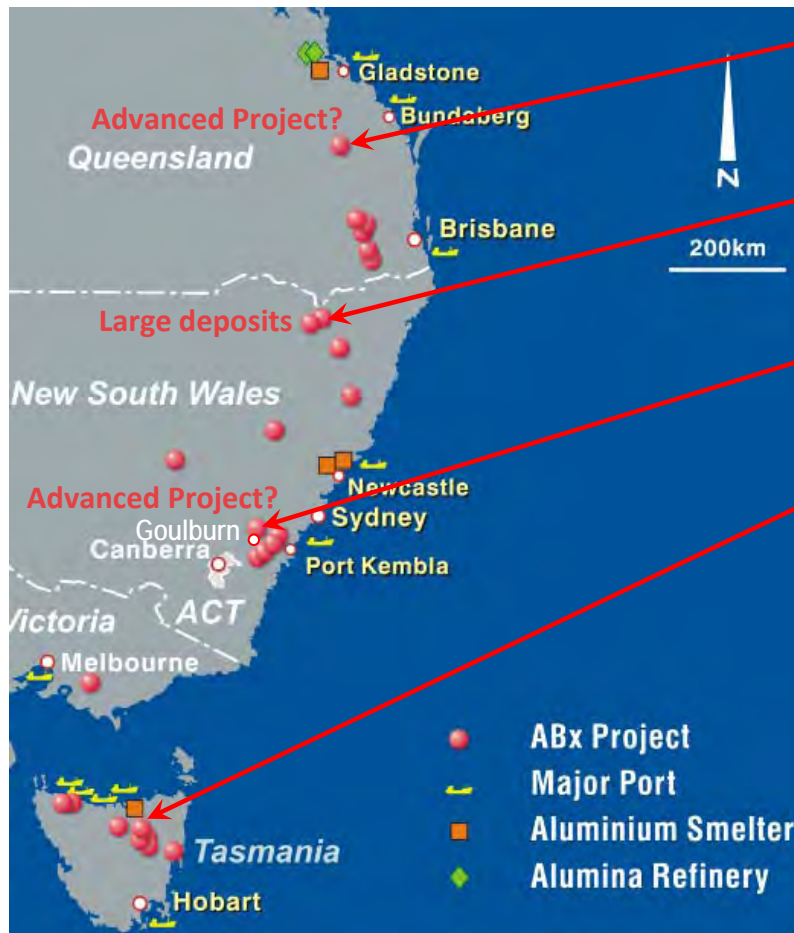 Gladstone
Advanced Project?
Bundaberg
Queensland
N
Brisbane
200km
Large deposits
New South Wales
Newcastle
Advanced Project?
Sydney
Goulburn
Canberra
Port Kembla
ACT
Victoria
Melbourne
ABx Project
Major Port
Aluminium Smelter
Tasmania
Alumina Refinery
Hobart